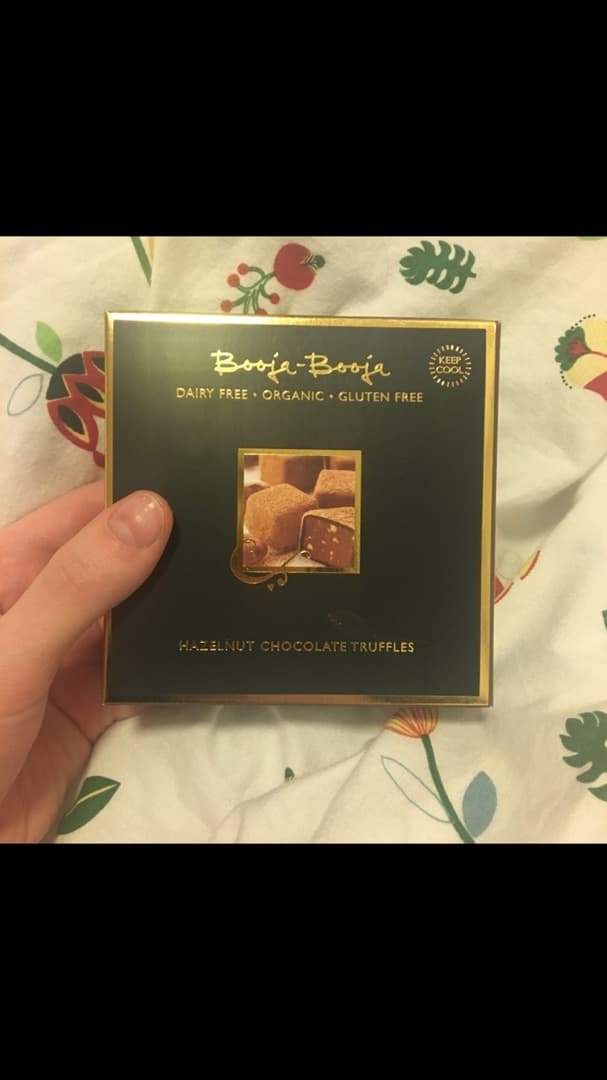 Booja-Booja
DAIRY FREE • ORGANIC • GLUTEN FREE
KEEP
COOL
HAZELNUT CHOCOLATE TRUFFLES